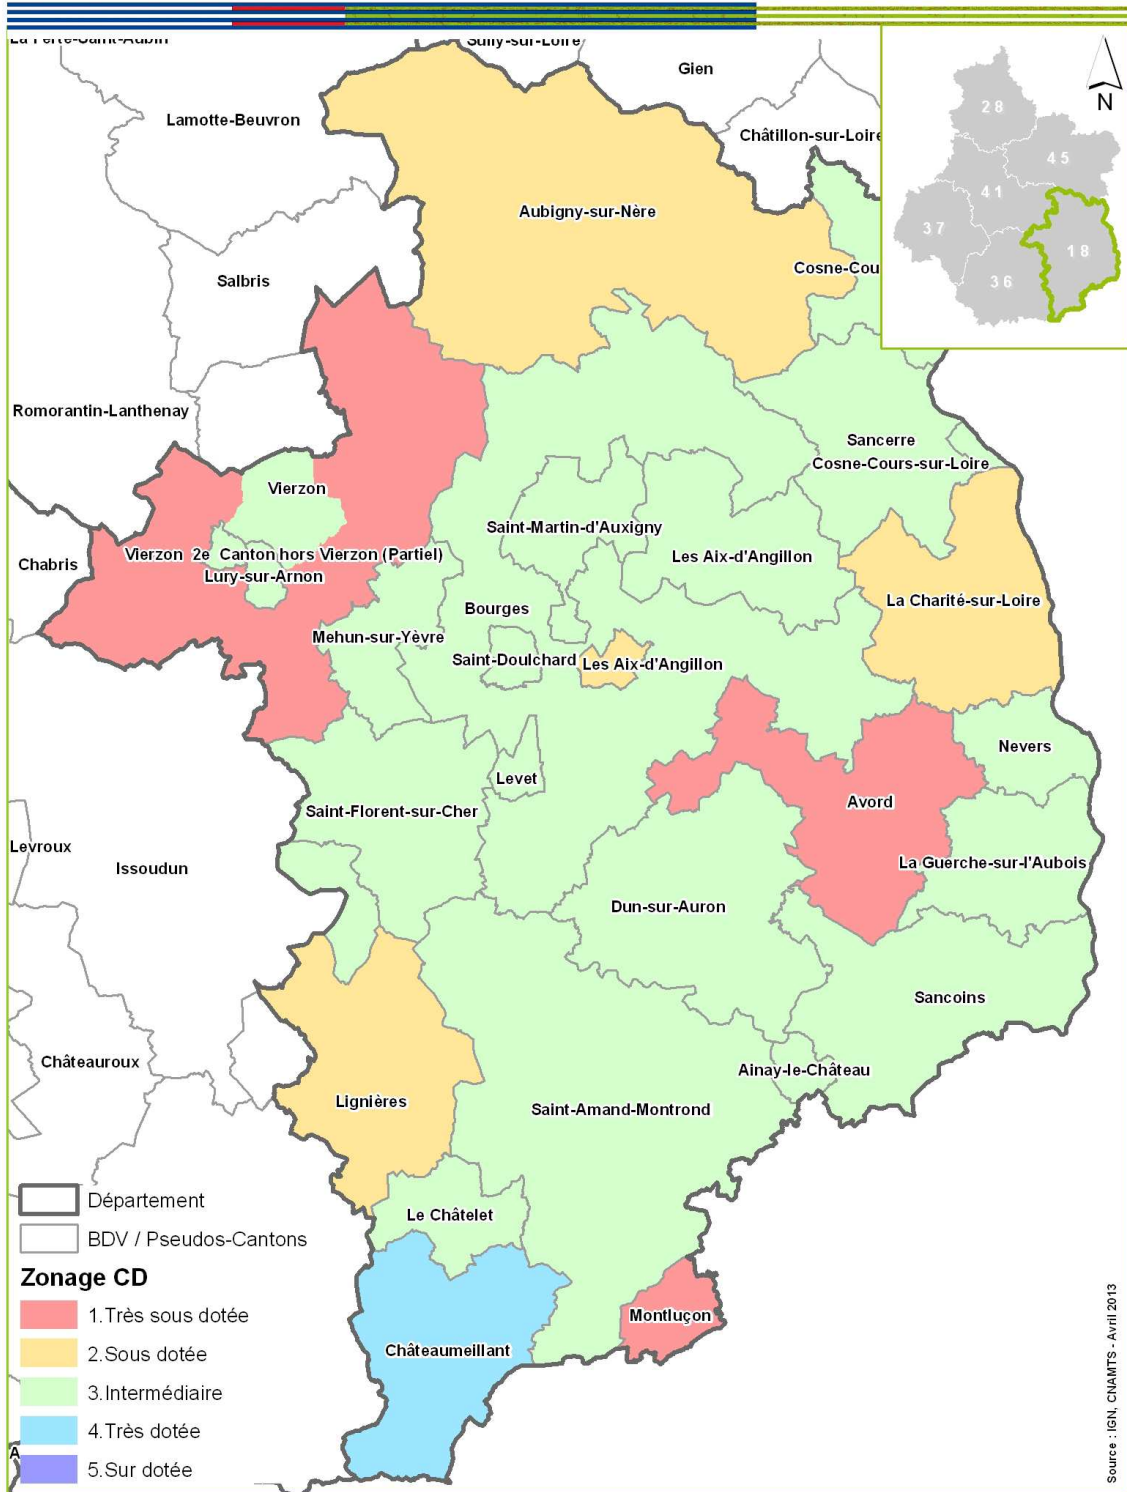 La Ferté-Saint-Aubin
Sully-sur-Loire
Gien
Lamotte-Beuvron
Châtillon-sur-Loire
N
28
45
41
37
18
36
Aubigny-sur-Nère
Cosne-Cou
Salbris
Romorantin-Lanthenay
Sancerre
Cosne-Cours-sur-Loire
Vierzon
Saint-Martin-d'Auxigny
Chabris
Vierzon 2e Canton hors Vierzon (Partiel)
Les Aix-d'Angillon
Lury-sur-Arnon
La Charité-sur-Loire
Bourges
Mehun-sur-Yèvre
Saint-Doulchard
Les Aix-d'Angillon
Nevers
Levet
Avord
Saint-Florent-sur-Cher
Levroux
Issoudun
La Guerche-sur-l'Aubois
Dun-sur-Auron
Sancoins
Châteauroux
Ainay-le-Château
Lignières
Saint-Amand-Montrond
Le Châtelet
Montluçon
Châteaumeillant
Département
BDV / Pseudos-Cantons
Zonage CD
1.Très sous dotée
2.Sous dotée
3.Intermédiaire
4.Très dotée
5.Sur dotée
A
Source : IGN, CNAMTS - Avril 2013